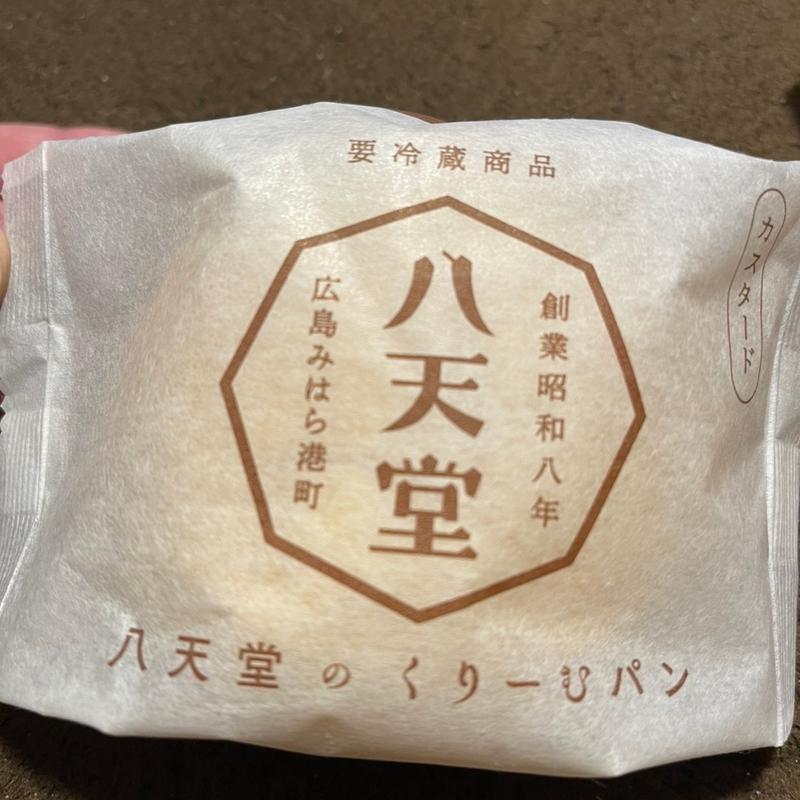 要冷蔵商品
カスタード
創業昭和八年
八天堂
広島みはら港町
八天堂のくりーむパン